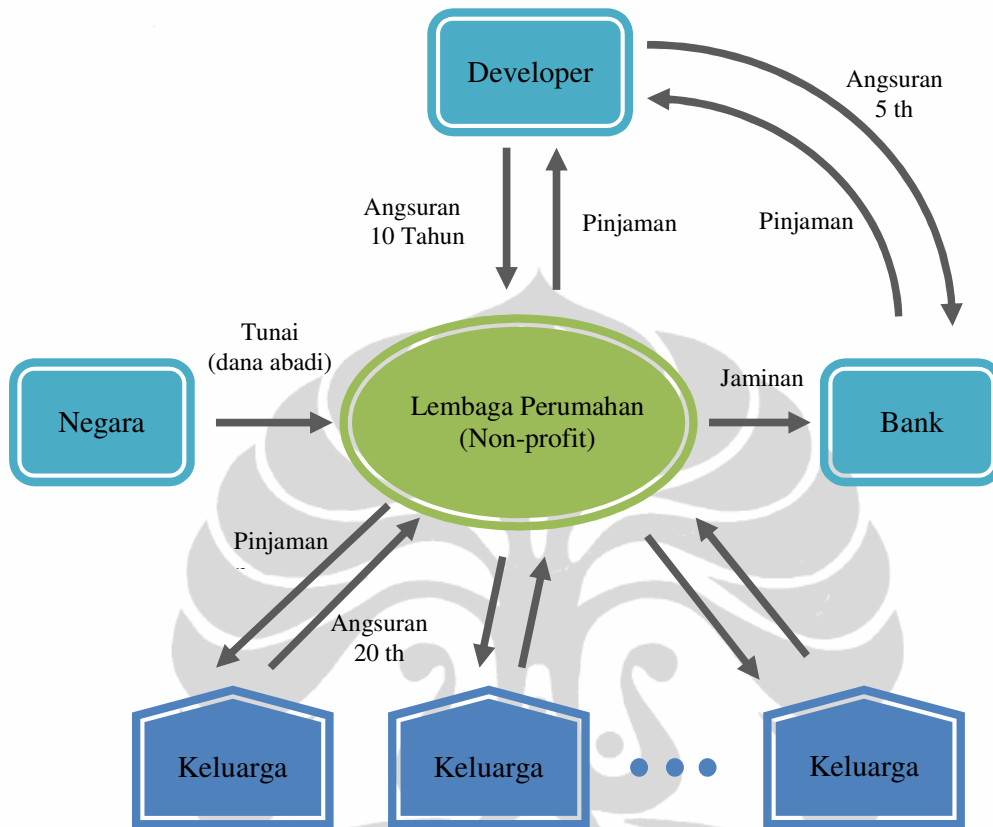 Developer
Angsuran
5 th
Angsuran
10 Tahun
Pinjaman
Pinjaman
Tunai
(dana abadi)
Negara
Lembaga Perumahan
(Non-profit)
Jaminan
Bank
Pinjaman
Angsuran
20 th
Keluarga
Keluarga
Keluarga